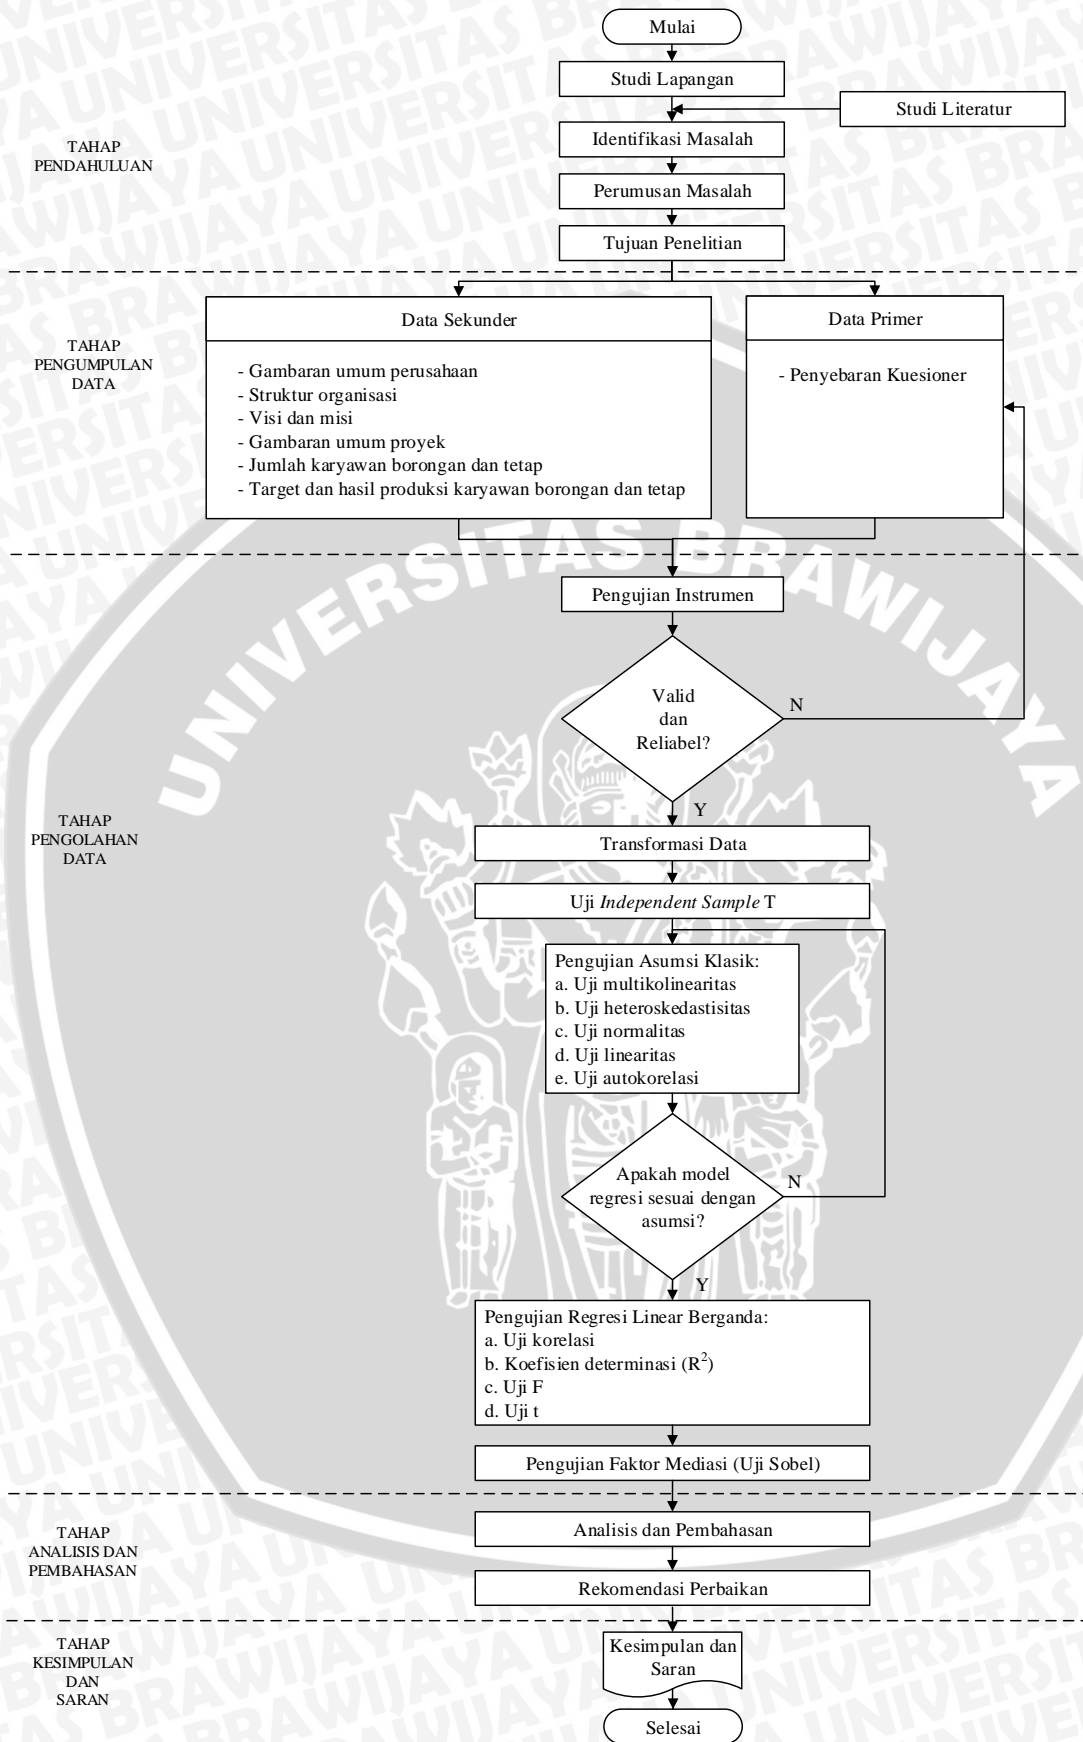 Mulai
Studi Lapangan
Studi Literatur
TAHAP
PENDAHULUAN
Identifikasi Masalah
Perumusan Masalah
Tujuan Penelitian
TAHAP
PENGUMPULAN
DATA
Data Sekunder
- Gambaran umum perusahaan
- Struktur organisasi
- Visi dan misi
- Gambaran umum proyek
- Jumlah karyawan borongan dan tetap
- Target dan hasil produksi karyawan borongan dan tetap
Data Primer
- Penyebaran Kuesioner
UNIVERSITAS BRAWIJAYA
TAHAP
PENGOLAHAN
DATA
Pengujian Instrumen
Valid
dan
Reliabel?
N
Y
Transformasi Data
Uji Independent Sample T
Pengujian Asumsi Klasik:
a. Uji multikolinearitas
b. Uji heteroskedastisitas
c. Uji normalitas
d. Uji linearitas
e. Uji autokorelasi
Apakah model
regresi sesuai dengan
asumsi?
N
Y
Pengujian Regresi Linear Berganda:
a. Uji korelasi
b. Koefisien determinasi (R²)
c. Uji F
d. Uji t
Pengujian Faktor Mediasi (Uji Sobel)
TAHAP
ANALISIS DAN
PEMBAHASAN
Analisis dan Pembahasan
Rekomendasi Perbaikan
TAHAP
KESIMPULAN
DAN
SARAN
Kesimpulan dan
Saran
Selesai